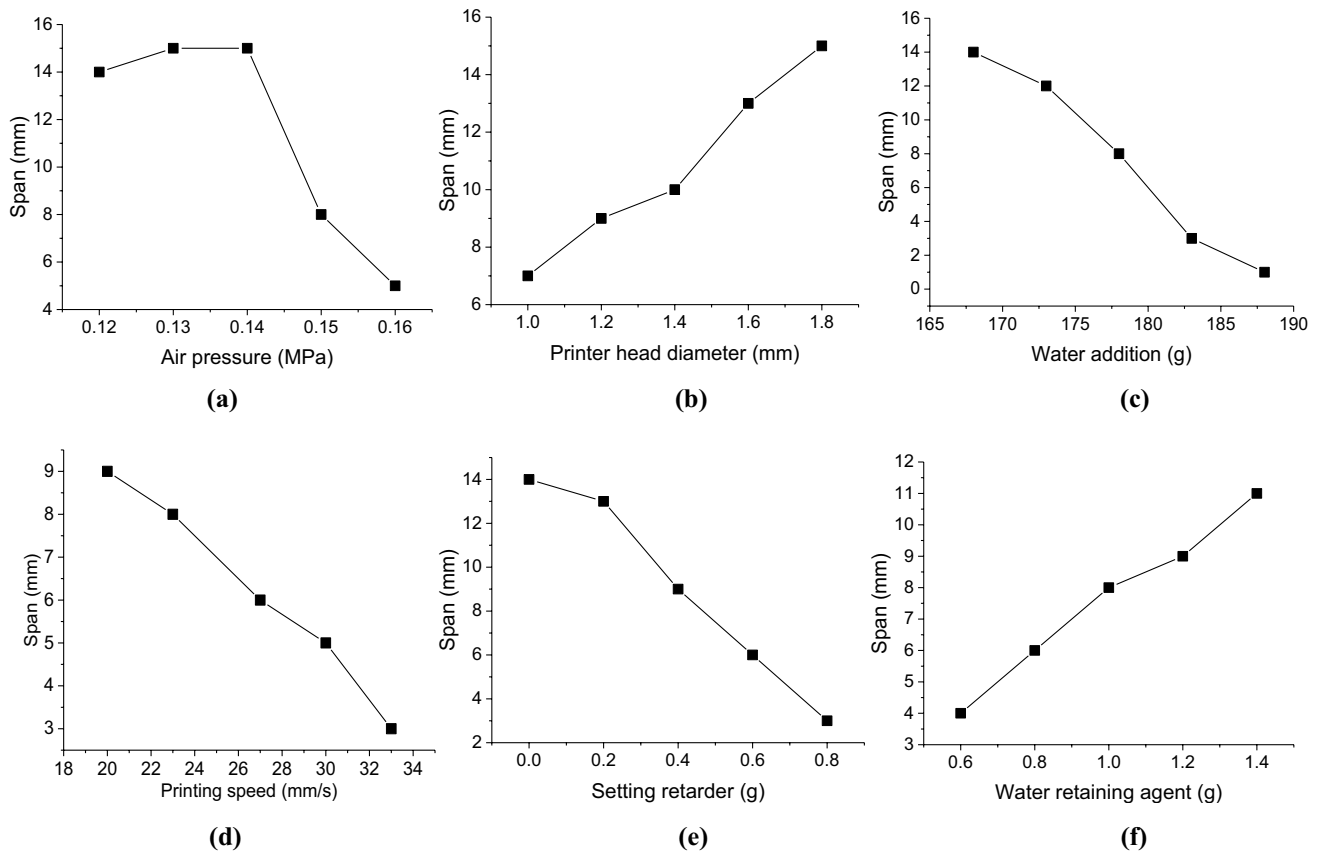 16
14
12
10
8
6
4
0.12 0.13 0.14 0.15 0.16
Span (mm)
Air pressure (MPa)
(a)
16
14
12
10
8
6
1.0 1.2 1.4 1.6 1.8
Span (mm)
Printer head diameter (mm)
(b)
16
14
12
10
8
6
4
2
0
165 170 175 180 185 190
Span (mm)
Water addition (g)
(c)
9
8
7
6
5
4
3
18 20 22 24 26 28 30 32 34
Span (mm)
Printing speed (mm/s)
(d)
14
12
10
8
6
4
2
0.0 0.2 0.4 0.6 0.8
Span (mm)
Setting retarder (g)
(e)
12
11
10
9
8
7
6
5
4
3
0.6 0.8 1.0 1.2 1.4
Span (mm)
Water retaining agent (g)
(f)